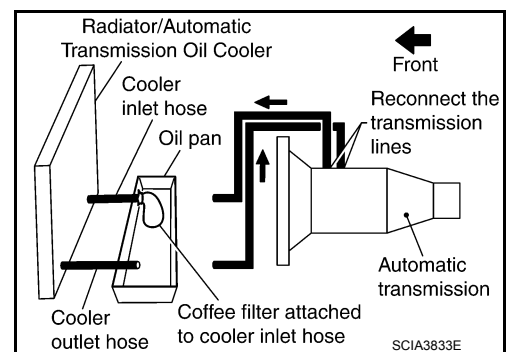 Radiator/Automatic
Transmission Oil Cooler
Front
Cooler
inlet hose
Reconnect the
transmission
lines
Oil pan
Automatic
transmission
Coffee filter attached
to cooler inlet hose
Cooler
outlet hose
SCIA3833E